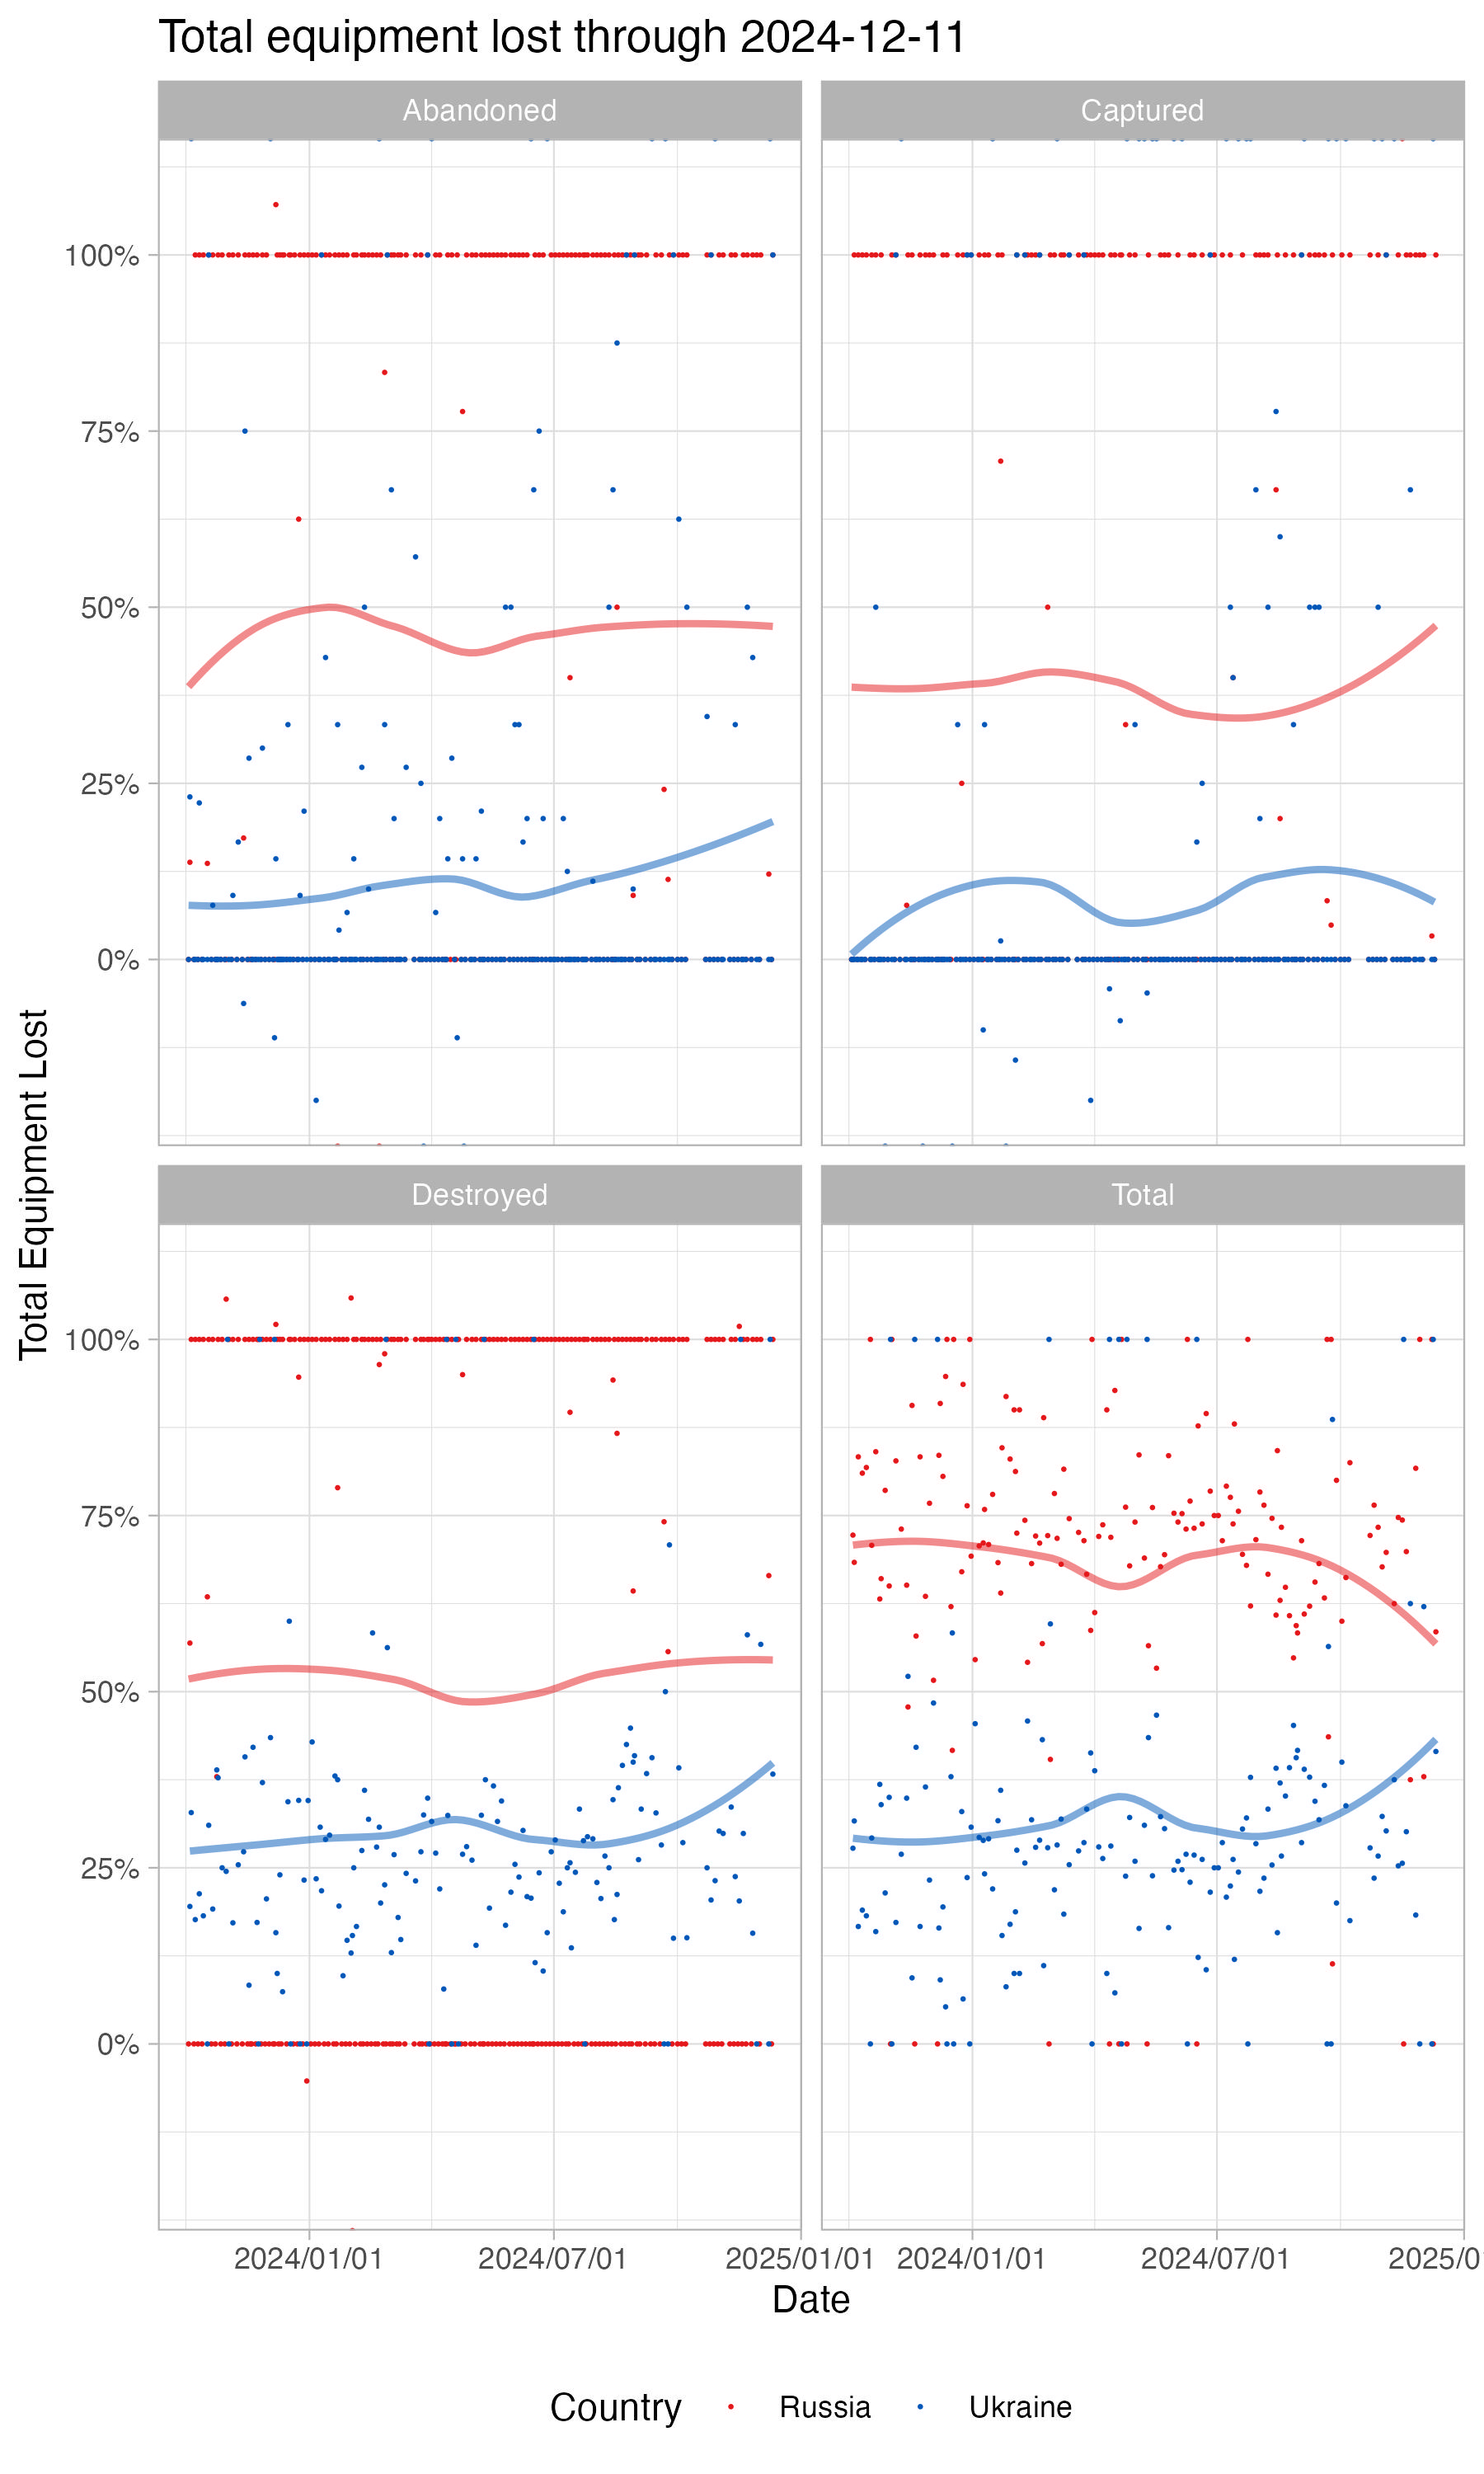 Total equipment lost through 2024-12-11
Abandoned
Captured
100%
75%
50%
25%
0%
Total Equipment Lost
Destroyed
Total
100%
75%
50%
25%
0%
2024/01/01
2024/07/01
2025/01/01
2024/01/01
2024/07/01
2025/0
Date
Country
Russia
Ukraine